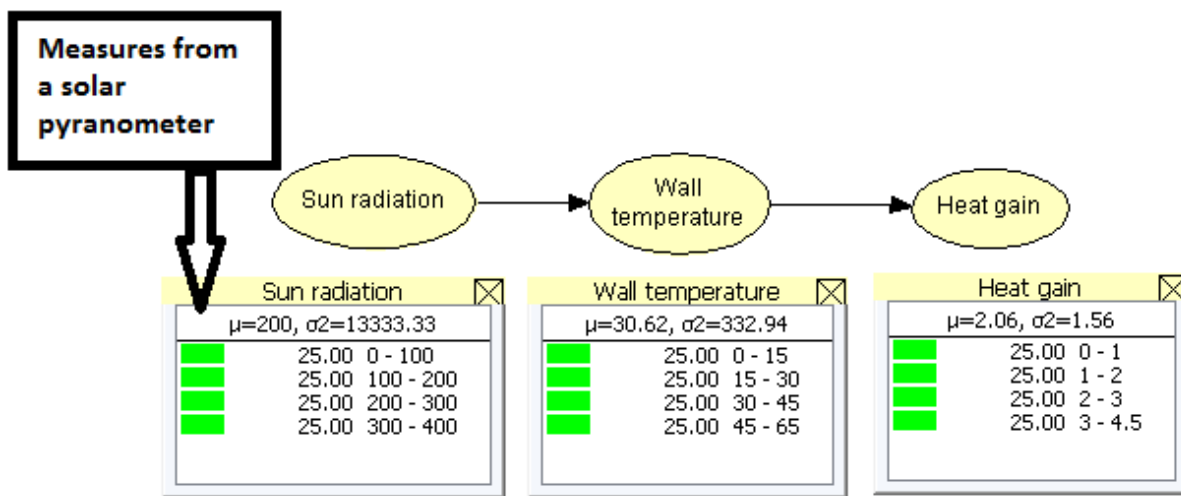 Measures from
a solar
pyranometer
Sun radiation
Wall
temperature
Heat gain
Sun radiation
μ=200, σ2=13333.33
25.00 0 - 100
25.00 100 - 200
25.00 200 - 300
25.00 300 - 400
Wall temperature
μ=30.62, σ2=332.94
25.00 0 - 15
25.00 15 - 30
25.00 30 - 45
25.00 45 - 65
Heat gain
μ=2.06, σ2=1.56
25.00 0 - 1
25.00 1 - 2
25.00 2 - 3
25.00 3 - 4.5